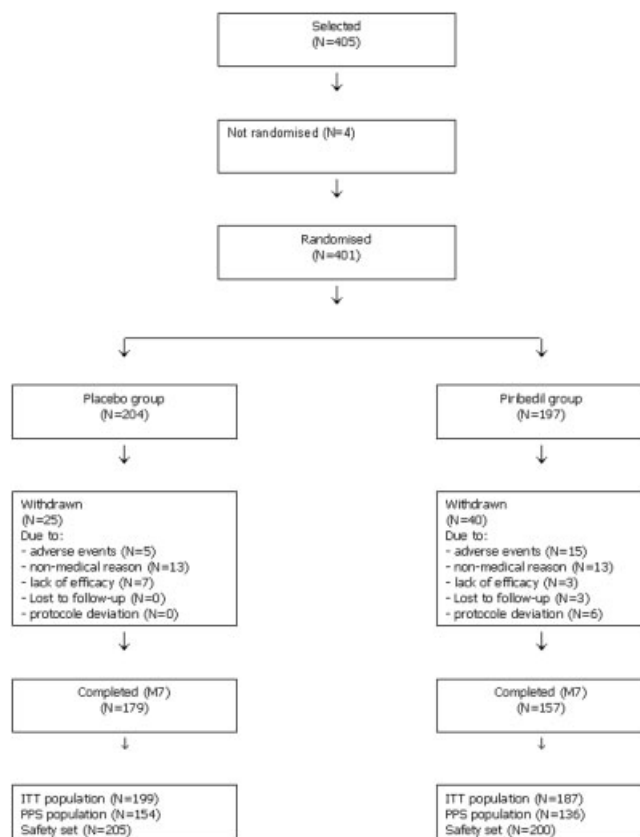 Selected
(N=405)
Not randomised (N=4)
Randomised
(N=401)
Placebo group
(N=204)
Piribedil group
(N=197)
Withdrawn
(N=25)
Due to:
- adverse events (N=5)
- non-medical reason (N=13)
- lack of efficacy (N=7)
- Lost to follow-up (N=0)
- protocole deviation (N=0)
Withdrawn
(N=40)
Due to:
- adverse events (N=15)
- non-medical reason (N=13)
- lack of efficacy (N=3)
- Lost to follow-up (N=3)
- protocole deviation (N=6)
Completed (M7)
(N=179)
Completed (M7)
(N=157)
ITT population (N=199)
PPS population (N=154)
Safety set (N=205)
ITT population (N=187)
PPS population (N=136)
Safety set (N=200)